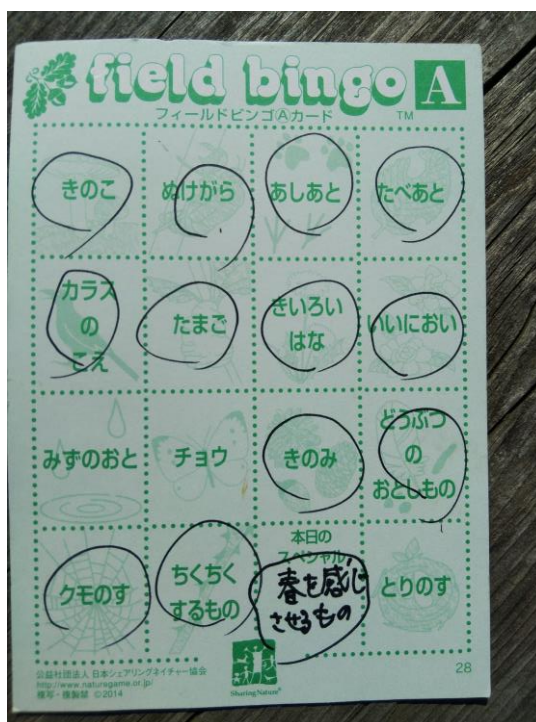 field bingo A
フィールドビンゴⒶカード
TM
きのこ
ぬけがら
あしあと
たべあと
カラス
の
こえ
たまご
きいろい
はな
いいにおい
みずのおと
チョウ
きのみ
どうぶつ
の
おとしもの
クモのす
ちくちく
するもの
本日の
スペシャル
春を感じ
させるもの
とりのす
公益社団法人 日本シェアリングネイチャー協会
http://www.naturegame.or.jp/
複写・複製禁 ©2014
Sharing Nature®
28